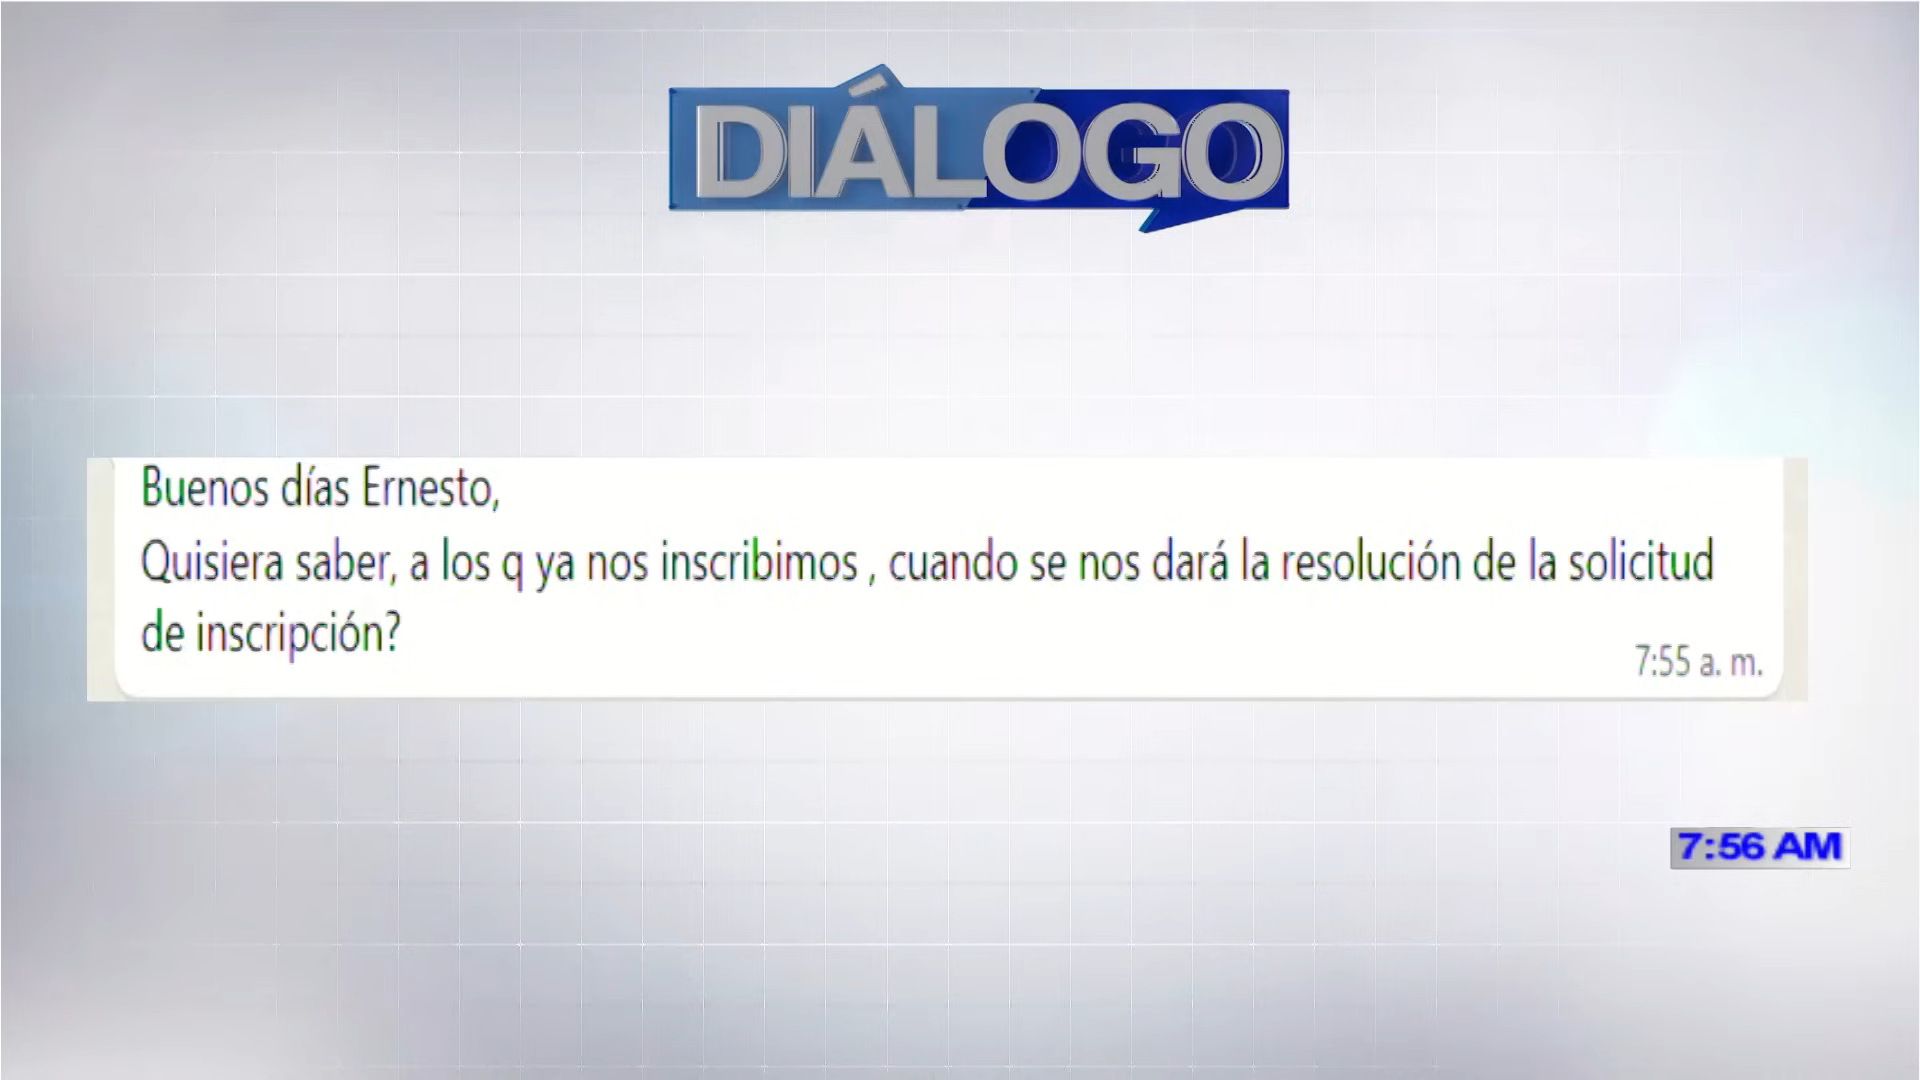 DIÁLOGO
Buenos días Ernesto,
Quisiera saber, a los q ya nos inscribimos , cuando se nos dará la resolución de la solicitud
de inscripción?
7:55 a. m.
7:56 AM